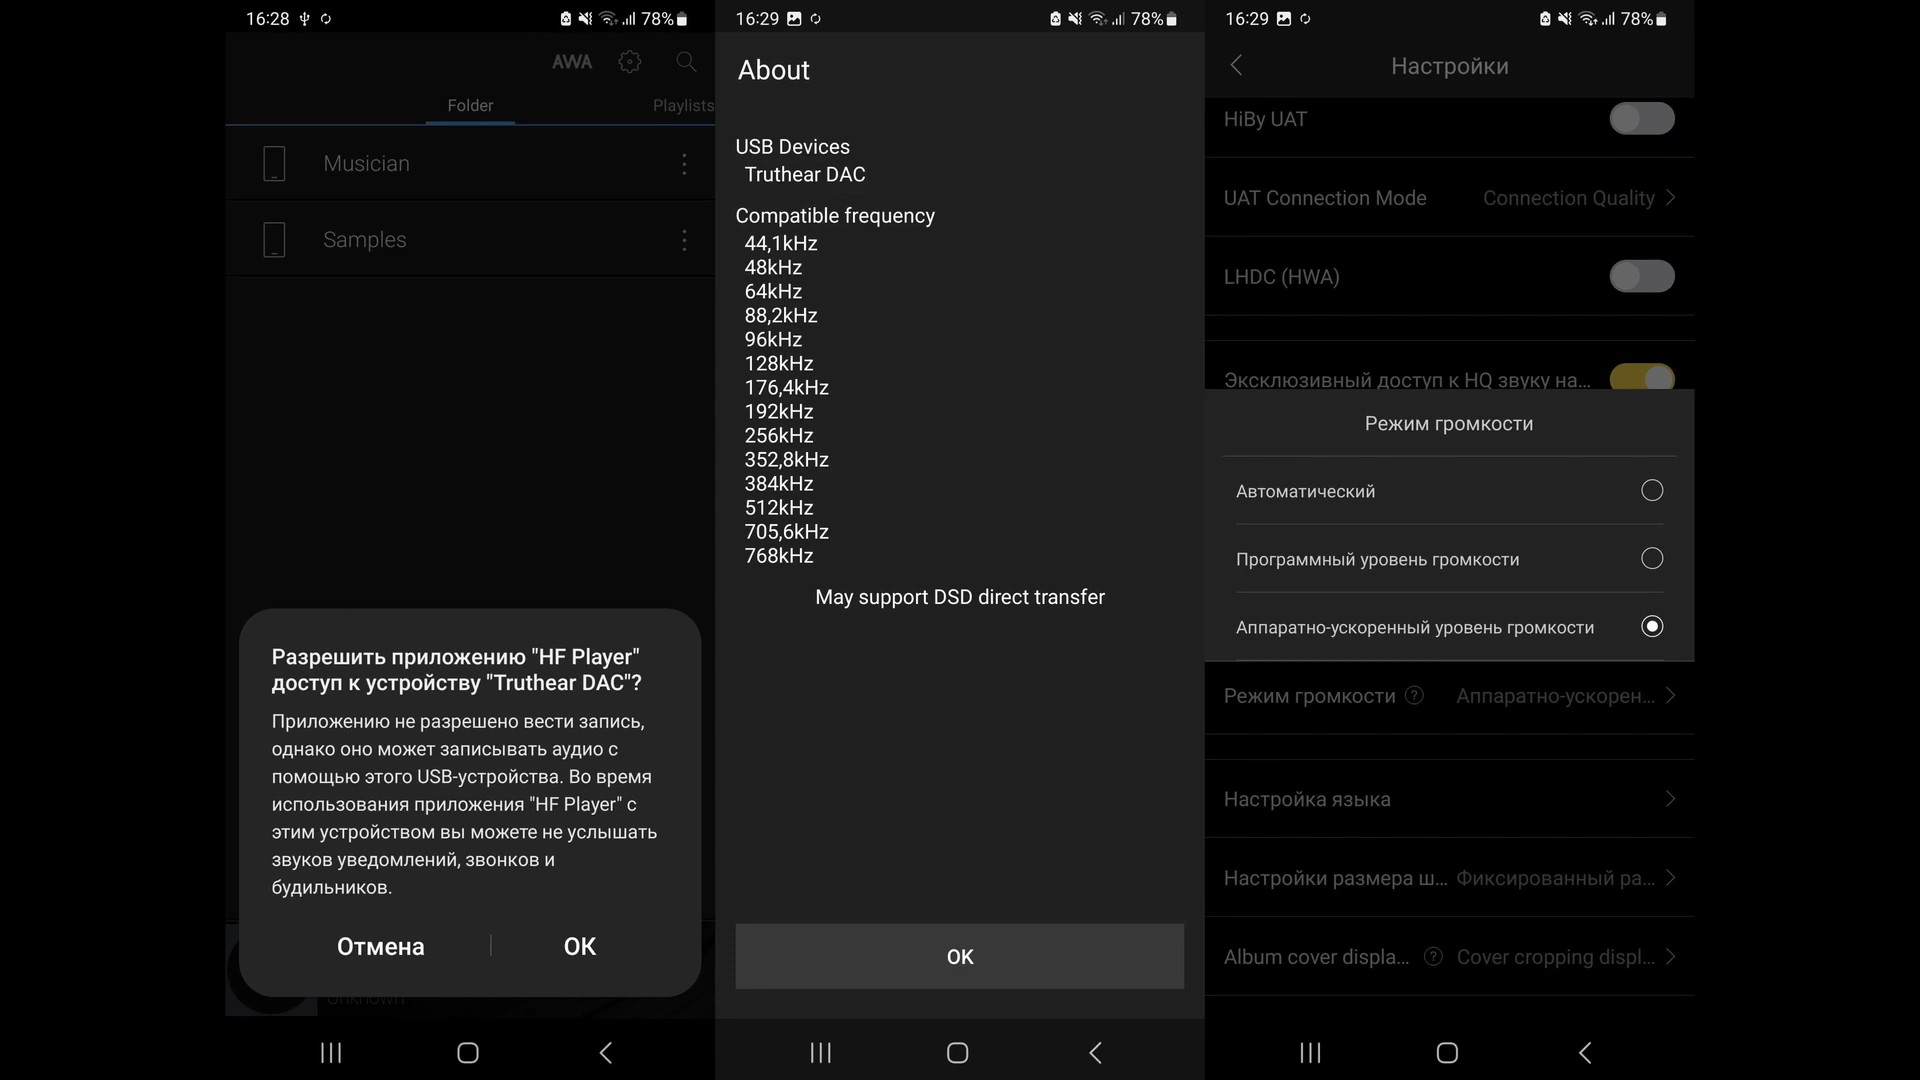 16:28
78%
AWA
Folder
Playlists
Musician
Samples
Разрешить приложению "HF Player"
доступ к устройству "Truthear DAC"?
Приложению не разрешено вести запись,
однако оно может записывать аудио с
помощью этого USB-устройства. Во время
использования приложения "HF Player" с
этим устройством вы можете не услышать
звуков уведомлений, звонков и
будильников.
Отмена
ОК
Unknown
16:29
78%
About
USB Devices
Truthear DAC
Compatible frequency
44,1kHz
48kHz
64kHz
88,2kHz
96kHz
128kHz
176,4kHz
192kHz
256kHz
352,8kHz
384kHz
512kHz
705,6kHz
768kHz
May support DSD direct transfer
OK
16:29
78%
Настройки
HiBy UAT
UAT Connection Mode Connection Quality
LHDC (HWA)
Эксклюзивный доступ к HQ звуку на...
Режим громкости
Автоматический
Программный уровень громкости
Аппаратно-ускоренный уровень громкости
Режим громкости ? Аппаратно-ускорен...
Настройка языка
Настройки размера ш... Фиксированный ра...
Album cover displa... ? Cover cropping displ...